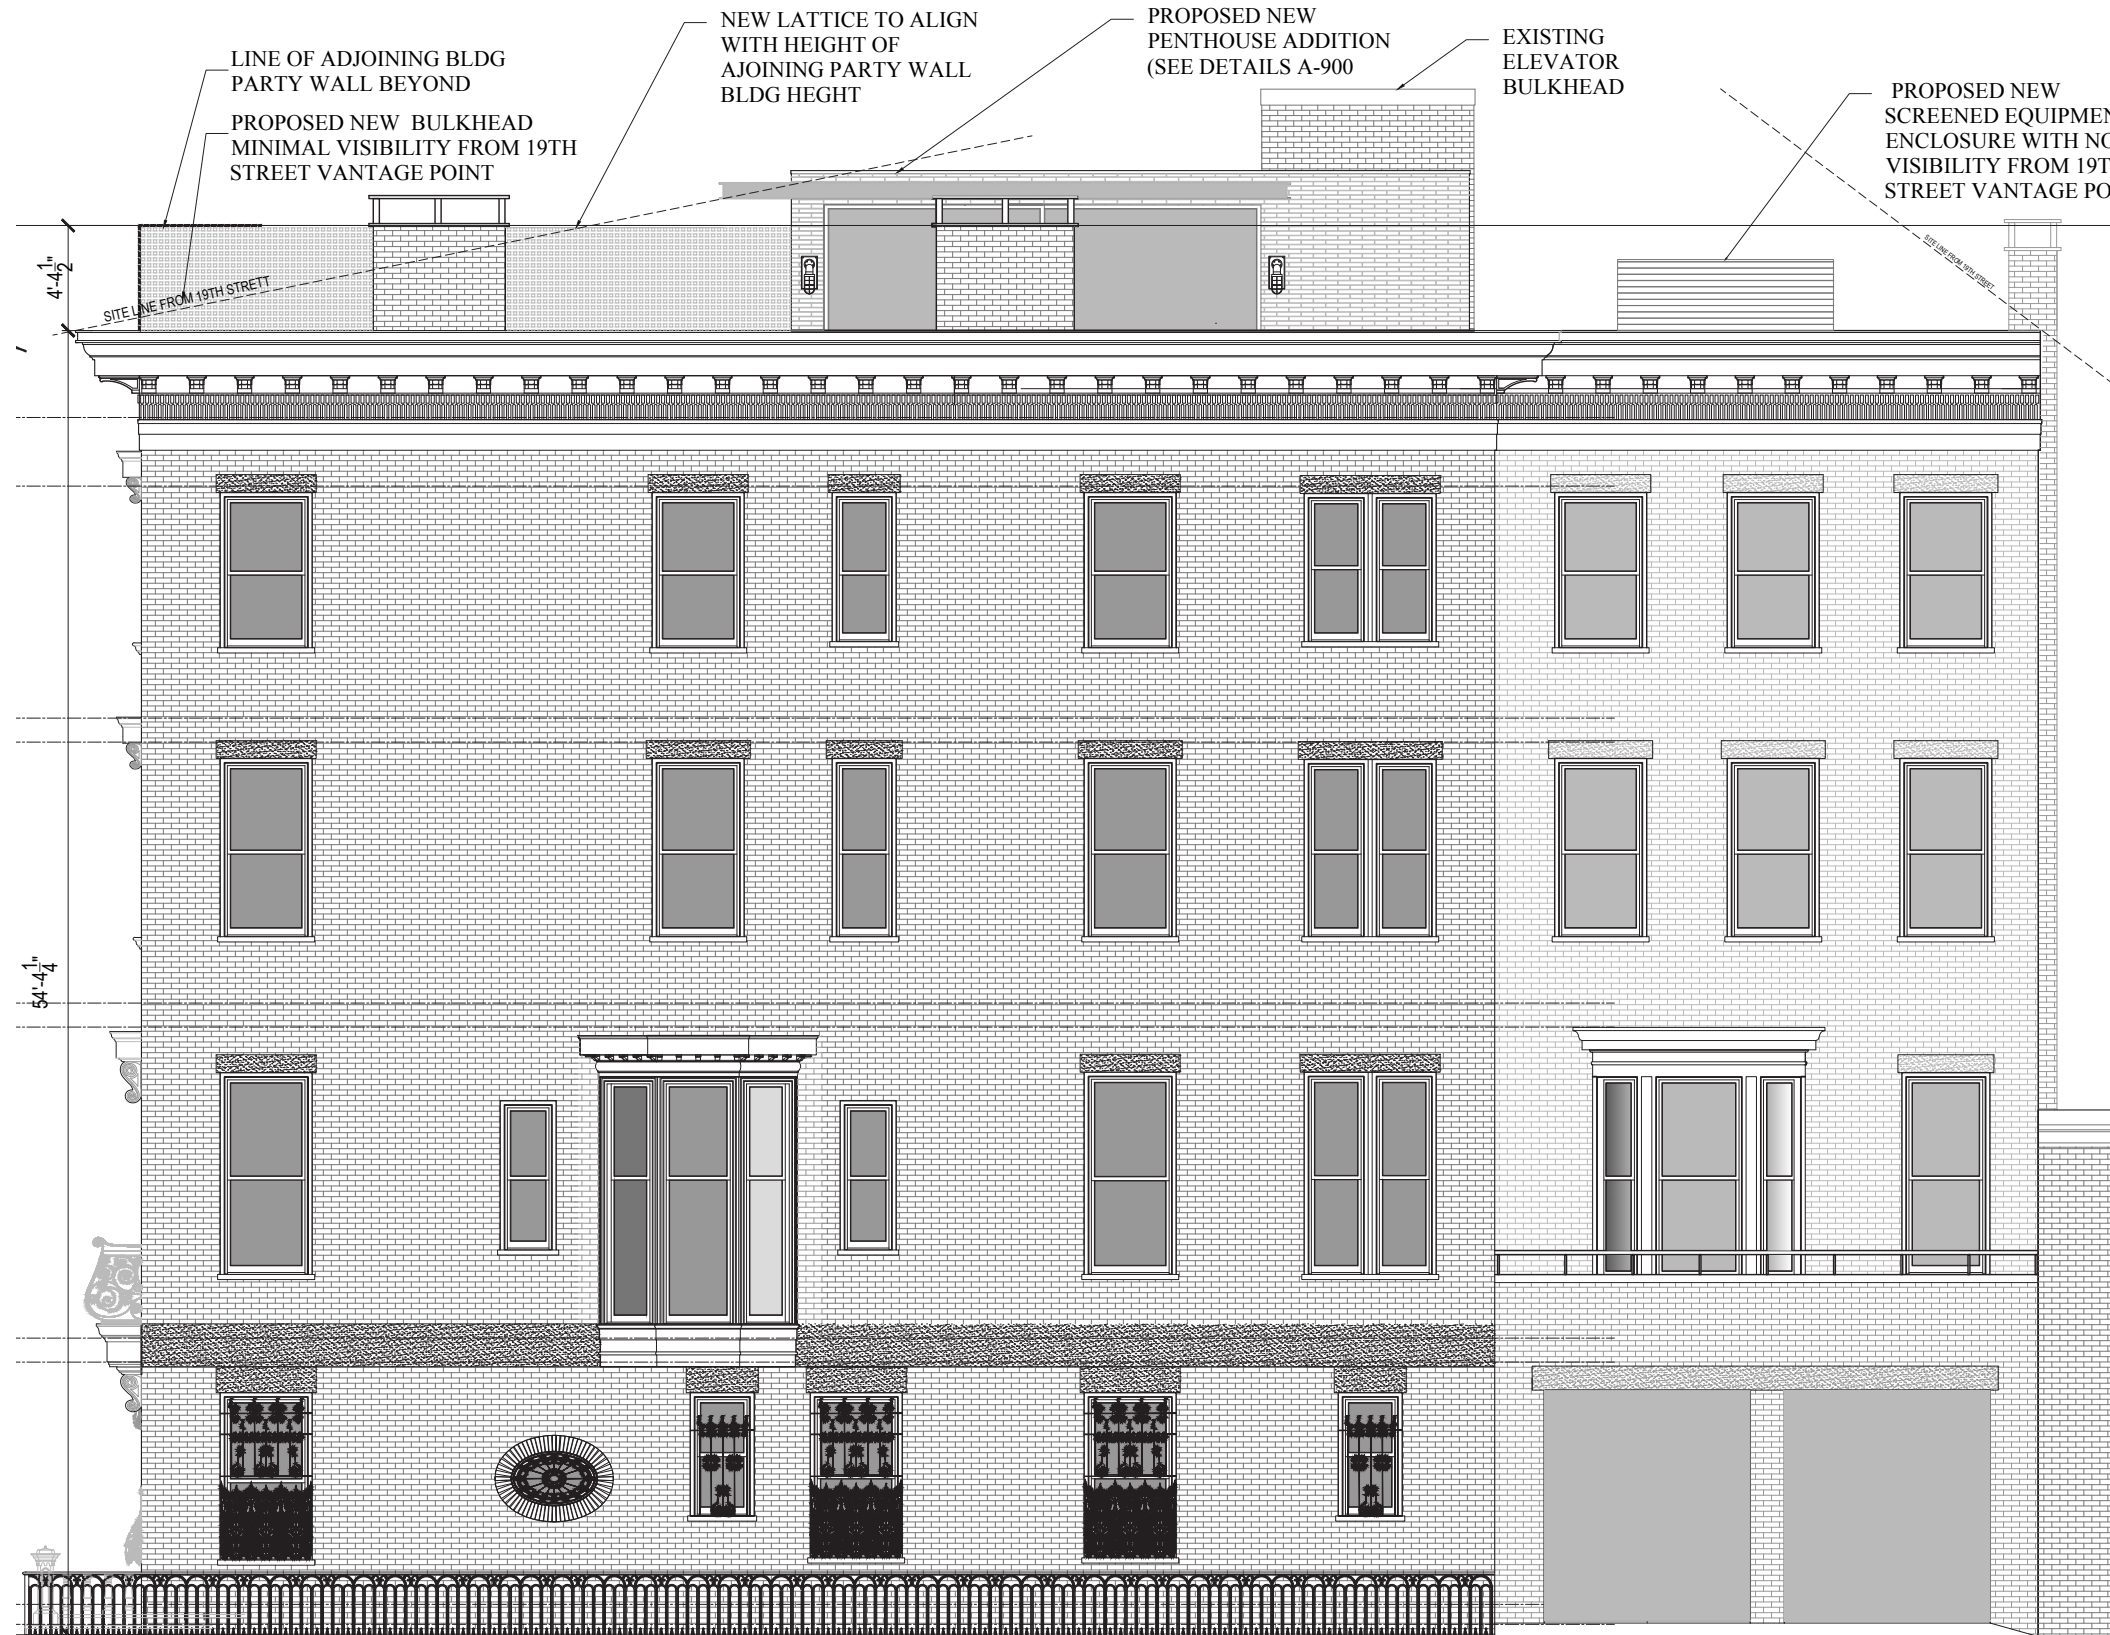 LINE OF ADJOINING BLDG
PARTY WALL BEYOND
PROPOSED NEW BULKHEAD
MINIMAL VISIBILITY FROM 19TH
STREET VANTAGE POINT
NEW LATTICE TO ALIGN
WITH HEIGHT OF
AJOINING PARTY WALL
BLDG HEGHT
PROPOSED NEW
PENTHOUSE ADDITION
(SEE DETAILS A-900
EXISTING
ELEVATOR
BULKHEAD
PROPOSED NEW
SCREENED EQUIPMEN
ENCLOSURE WITH NO
VISIBILITY FROM 19T
STREET VANTAGE PO
SITE LINE FROM 19TH STRETT
SITE LINE FROM 19TH STREET
4'-4 1/2"
54'-4 1/4"